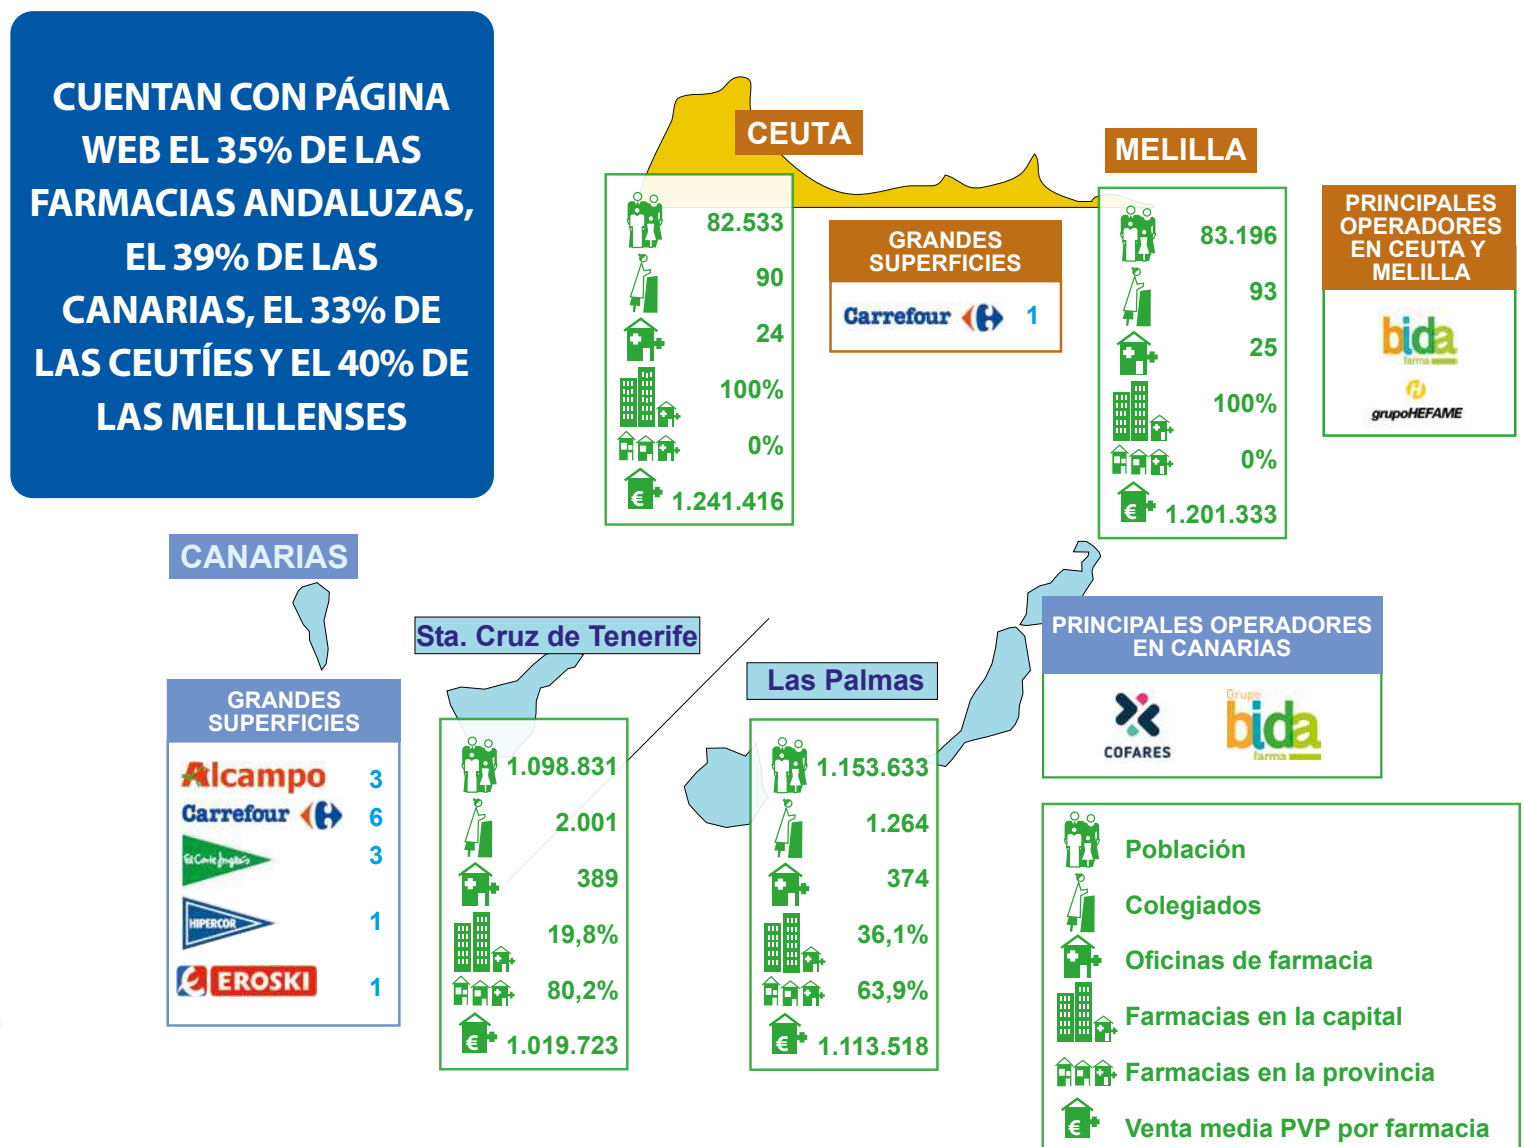 CUENTAN CON PÁGINA
WEB EL 35% DE LAS
FARMACIAS ANDALUZAS,
EL 39% DE LAS
CANARIAS, EL 33% DE
LAS CEUTÍES Y EL 40% DE
LAS MELILLENSES
CEUTA
82.533
90
24
100%
0%
€ 1.241.416
GRANDES
SUPERFICIES
Carrefour 1
MELILLA
83.196
93
25
100%
0%
€ 1.201.333
PRINCIPALES
OPERADORES
EN CEUTA Y
MELILLA
bida
farma
grupoHEFAME
CANARIAS
GRANDES
SUPERFICIES
Alcampo 3
Carrefour 6
El Corte Inglés 3
HIPERCOR 1
EROSKI 1
Sta. Cruz de Tenerife
1.098.831
2.001
389
19,8%
80,2%
€ 1.019.723
Las Palmas
1.153.633
1.264
374
36,1%
63,9%
€ 1.113.518
PRINCIPALES OPERADORES
EN CANARIAS
COFARES
Grupo
bida
farma
Población
Colegiados
Oficinas de farmacia
Farmacias en la capital
Farmacias en la provincia
€ Venta media PVP por farmacia